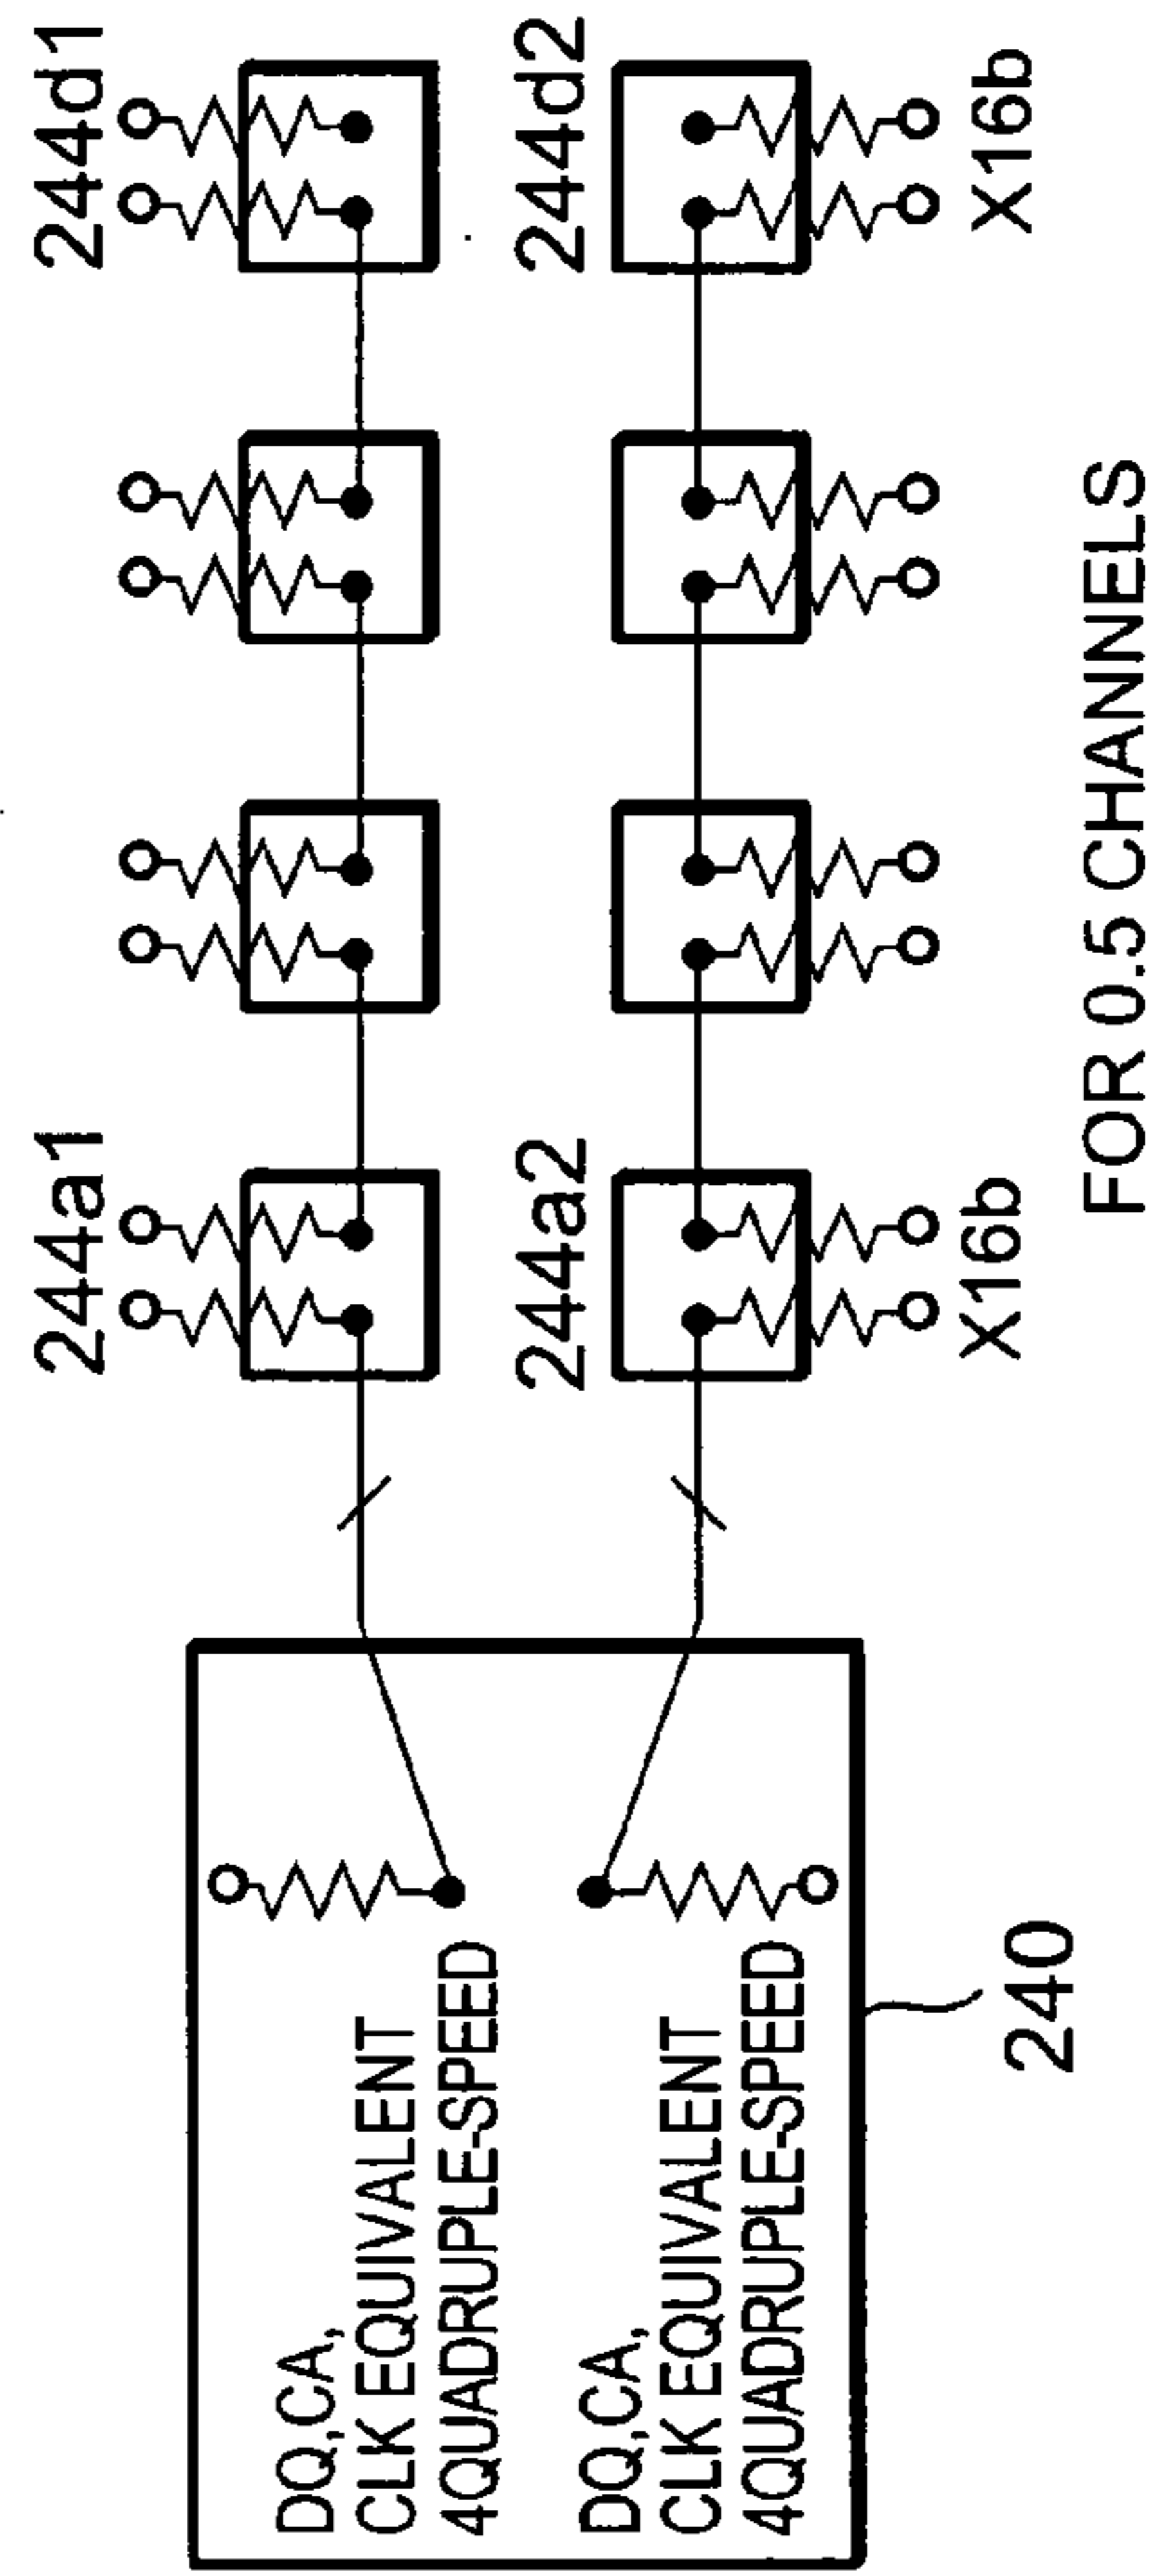 244a1
244d1
DQ,CA,
CLK EQUIVALENT
4QUADRUPLE-SPEED
244a2
244d2
DQ,CA,
CLK EQUIVALENT
4QUADRUPLE-SPEED
X16b
X16b
240
FOR 0.5 CHANNELS